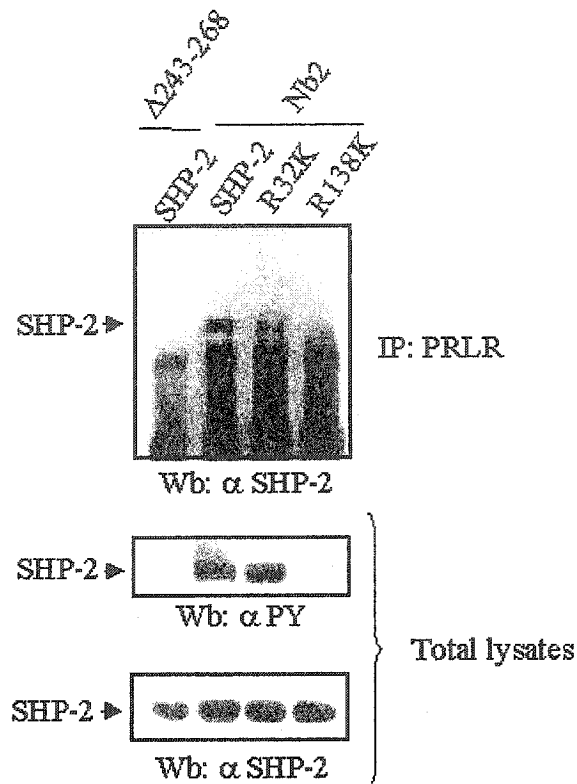 Δ243-268
Nb2
SHP-2
SHP-2
R32K
R138K
SHP-2
IP: PRLR
Wb: α SHP-2
SHP-2
Wb: α PY
Total lysates
SHP-2
Wb: α SHP-2